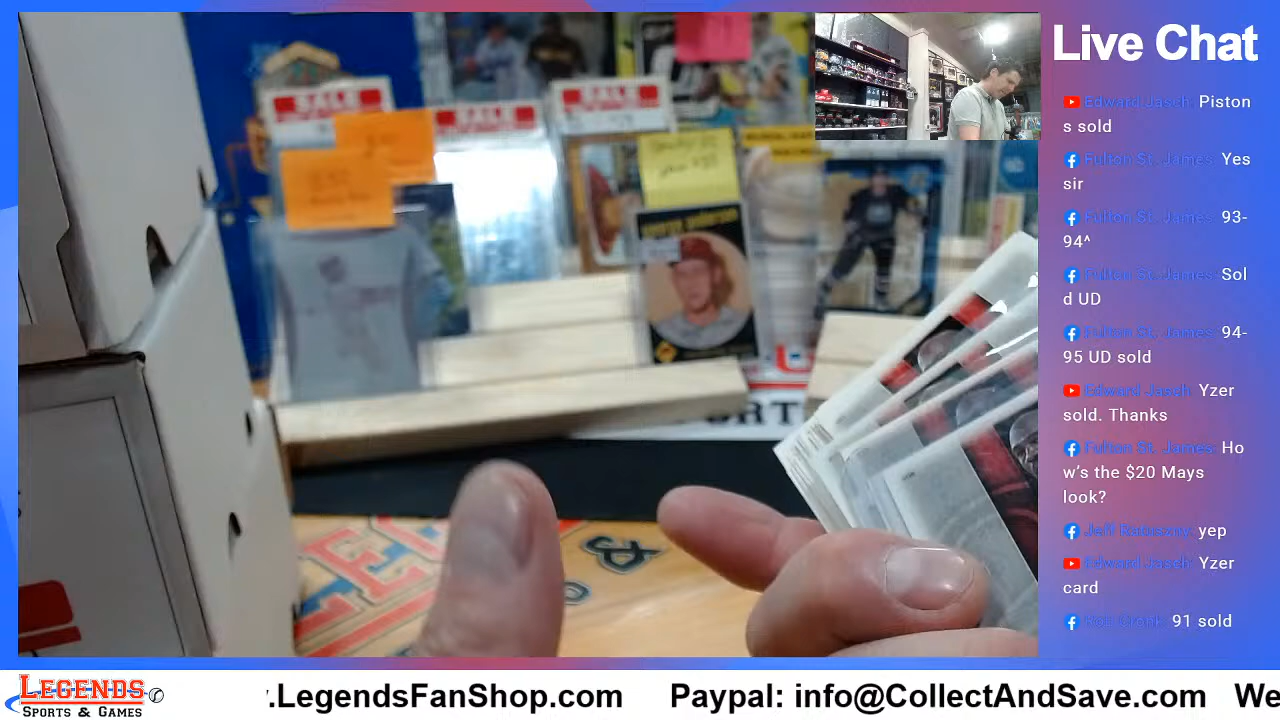 Live Chat
Edward Jasch: Piston
s sold
Fulton St. James: Yes
sir
Fulton St. James: 93-
94^
Fulton St. James: Sol
d UD
Fulton St. James: 94-
95 UD sold
Edward Jasch: Yzer
sold. Thanks
Fulton St. James: Ho
w's the $20 Mays
look?
Jeff Ratuszny: yep
Edward Jasch: Yzer
card
Rob Cronk: 91 sold
SALE
SALE
SALE
&
LEGENDS
SPORTS & GAMES
.LegendsFanShop.com Paypal: info@CollectAndSave.com We